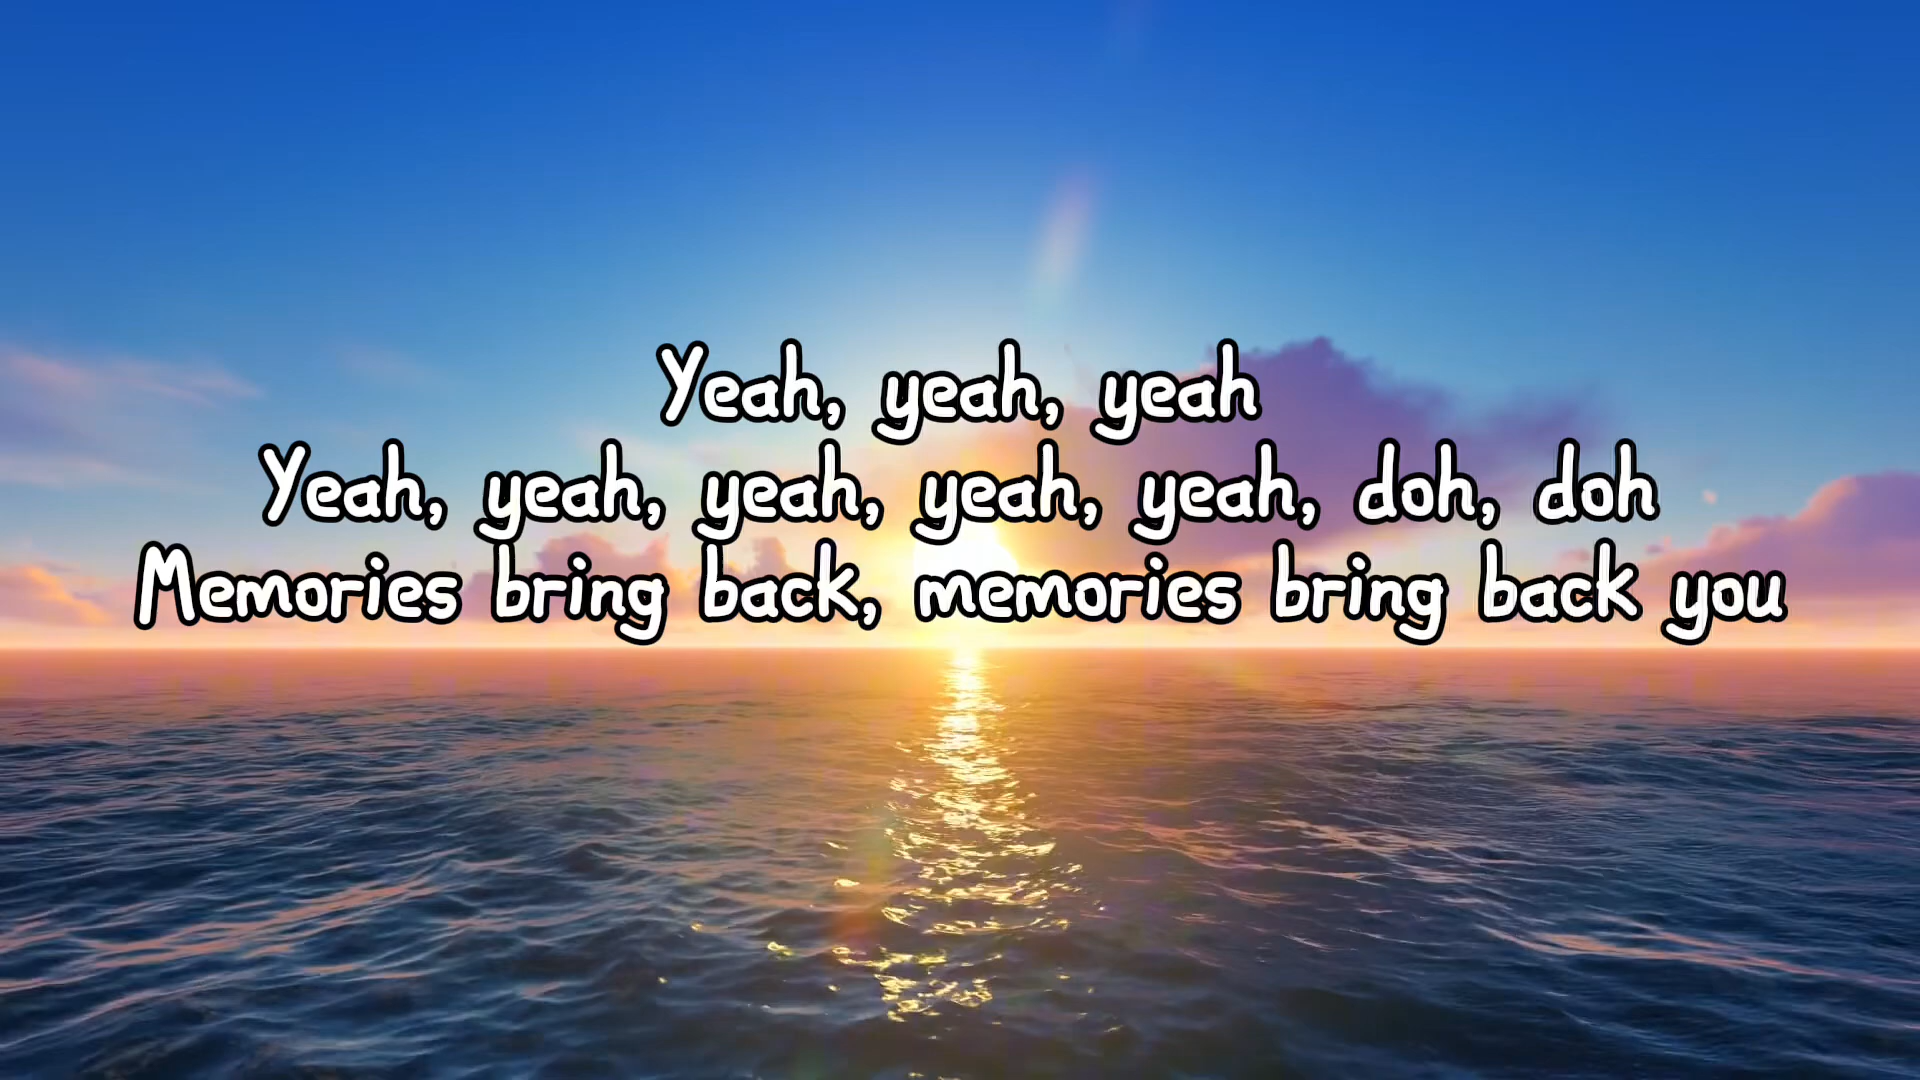 Yeah, yeah, yeah
Yeah, yeah, yeah, yeah, yeah, doh, doh
Memories bring back, memories bring back you